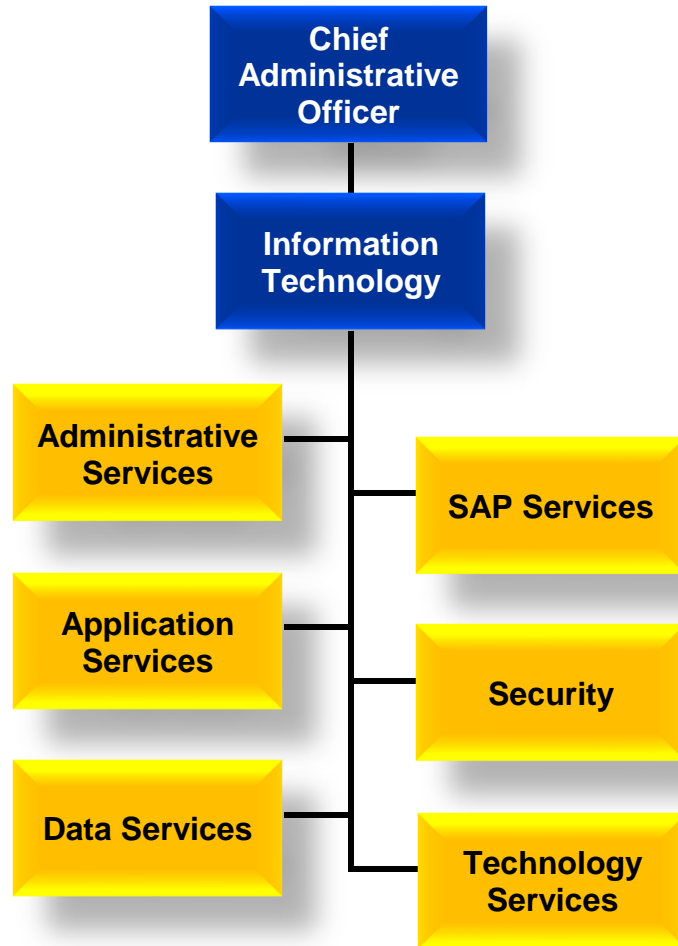 Chief
Administrative
Officer
Information
Technology
Administrative
Services
SAP Services
Application
Services
Security
Data Services
Technology
Services